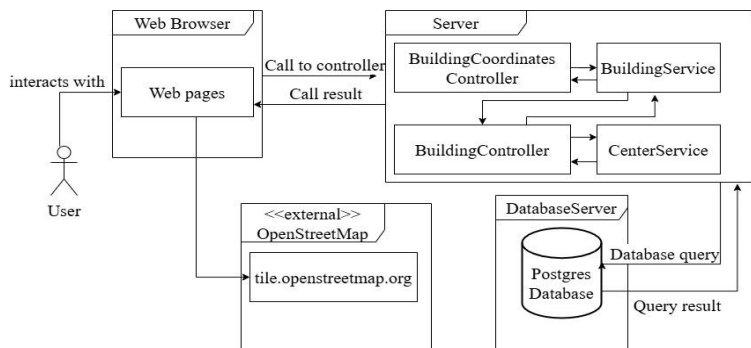 Web Browser
Server
interacts with
Web pages
Call to controller
Call result
BuildingCoordinates
Controller
BuildingService
BuildingController
CenterService
User
<<external>>
OpenStreetMap
tile.openstreetmap.org
DatabaseServer
Postgres
Database
Database query
Query result